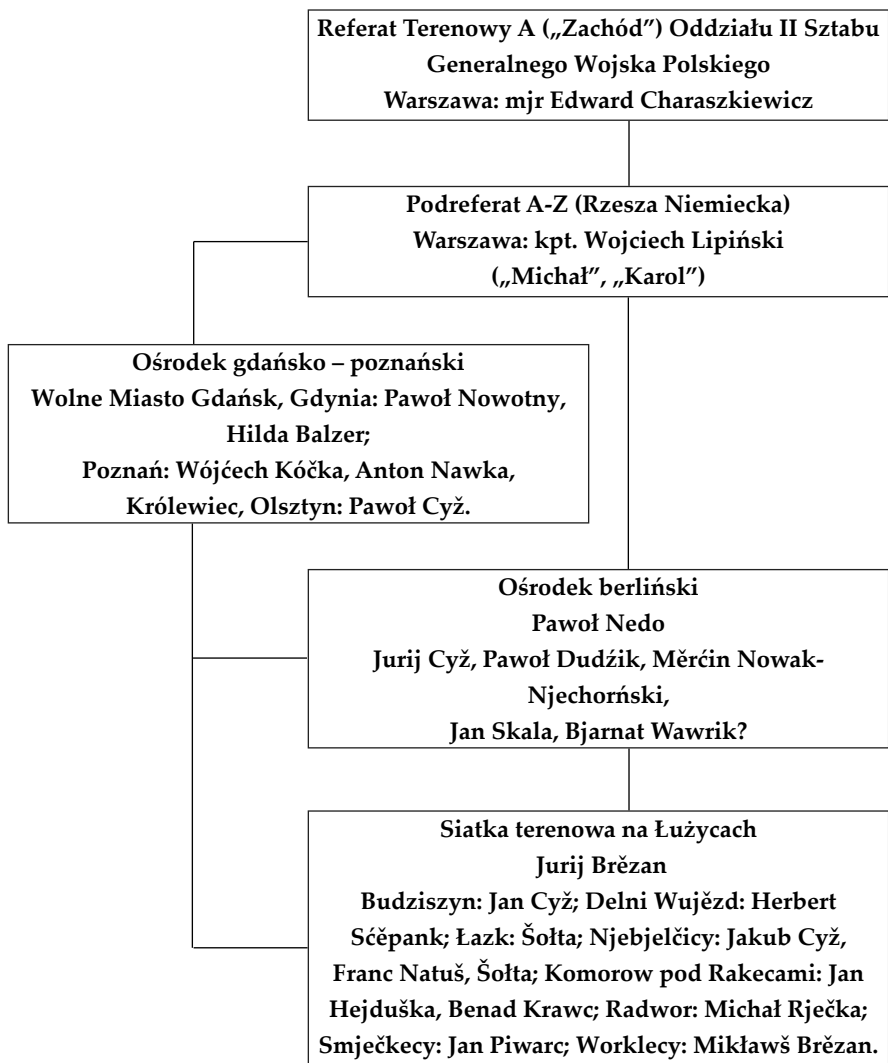 Referat Terenowy A („Zachód”) Oddziału II Sztabu
Generalnego Wojska Polskiego
Warszawa: mjr Edward Charaszkiewicz
Podreferat A-Z (Rzesza Niemiecka)
Warszawa: kpt. Wojciech Lipiński
(„Michał”, „Karol”)
Ośrodek gdańsko – poznański
Wolne Miasto Gdańsk, Gdynia: Pawoł Nowotny,
Hilda Balzer;
Poznań: Wójćech Kóčka, Anton Nawka,
Królewiec, Olsztyn: Pawoł Cyž.
Ośrodek berliński
Pawoł Nedo
Jurij Cyž, Pawoł Dudźik, Měrćin Nowak-
Njechorński,
Jan Skala, Bjarnat Wawrik?
Siatka terenowa na Łużycach
Jurij Brězan
Budziszyn: Jan Cyž; Delni Wujězd: Herbert
Sćěpank; Łazk: Šołta; Njebjelčicy: Jakub Cyž,
Franc Natuš, Šołta; Komorow pod Rakecami: Jan
Hejduška, Benad Krawc; Radwor: Michał Rječka;
Smječkecy: Jan Piwarc; Worklecy: Mikławš Brězan.